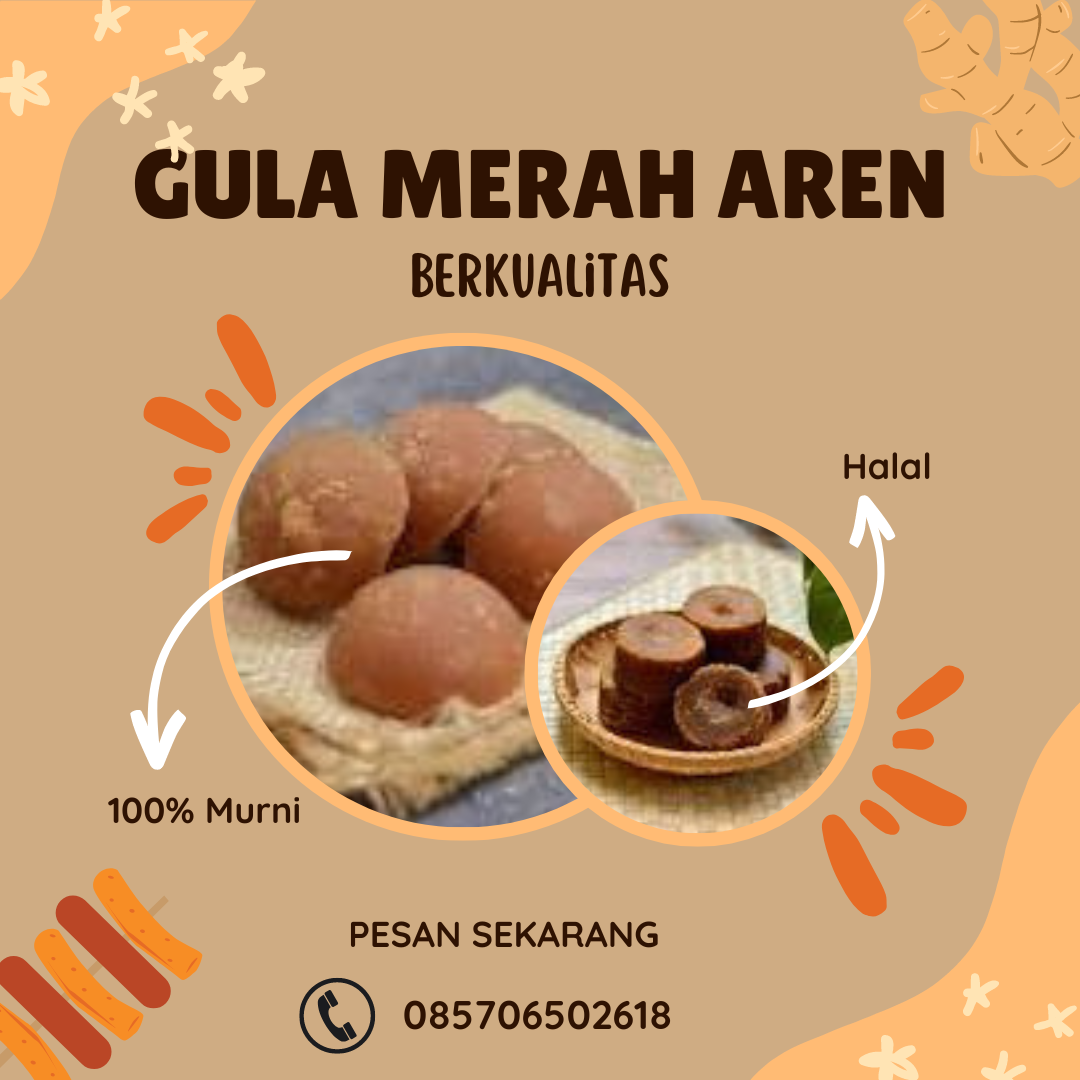 GULA MERAH AREN
BERKUALiTAS
Halal
100% Murni
PESAN SEKARANG
085706502618